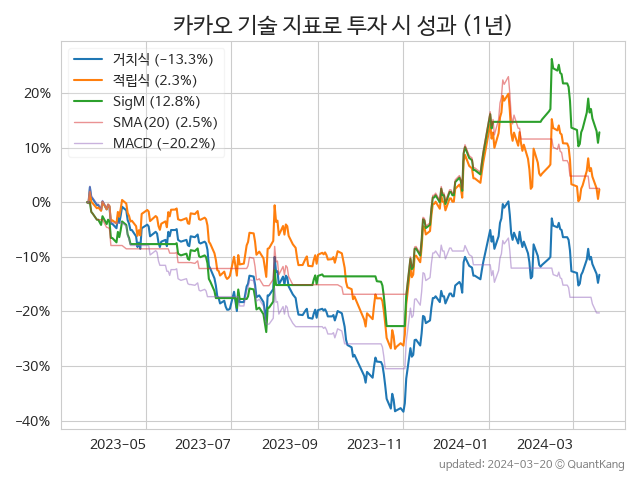 카카오 기술 지표로 투자 시 성과 (1년)
거치식 (−13.3%)
적립식 (2.3%)
SigM (12.8%)
SMA(20) (2.5%)
MACD (−20.2%)
20%
10%
0%
−10%
−20%
−30%
−40%
2023−05
2023−07
2023−09
2023−11
2024−01
2024−03
updated: 2024-03-20 © QuantKang